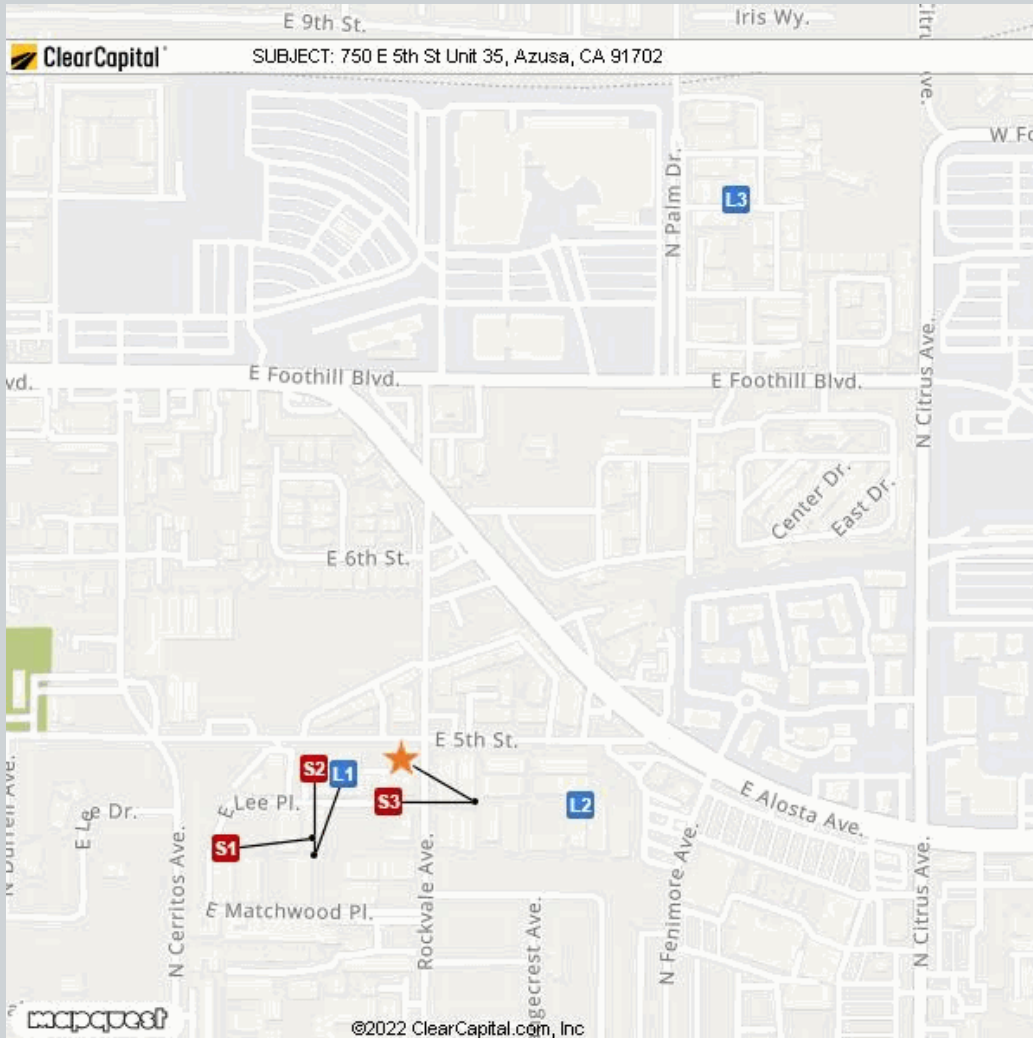 E 9th St.
Iris Wy.
ClearCapital
SUBJECT: 750 E 5th St Unit 35, Azusa, CA 91702
Ave.
W Fo
N Palm Dr.
L3
vd.
E Foothill Blvd.
E Foothill Blvd.
N Citrus Ave.
Center Dr.
East Dr.
E 6th St.
E 5th St.
S2
L1
S3
L2
E Lee Pl.
E Lee Dr.
S1
E Alosta Ave.
N Cerritos Ave.
E Matchwood Pl.
Rockvale Ave.
N Fenimore Ave.
N Citrus Ave.
gecrest Ave.
mapquest
©2022 ClearCapital.com, Inc